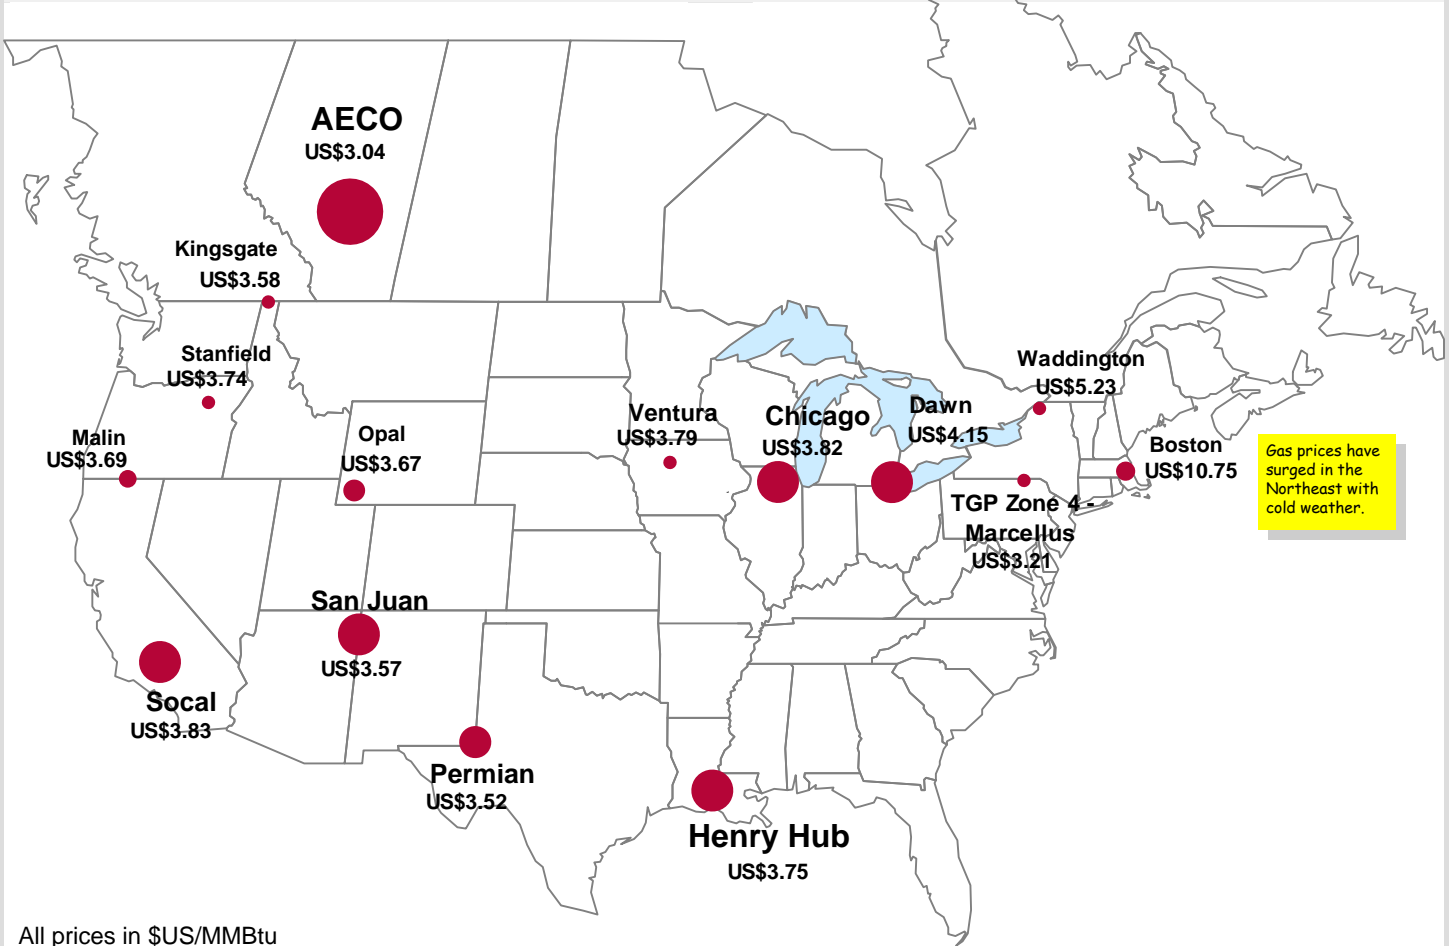 AECO
US$3.04
Kingsgate
US$3.58
Stanfield
US$3.74
Malin
US$3.69
Opal
US$3.67
Ventura
US$3.79
Chicago
US$3.82
Dawn
US$4.15
Waddington
US$5.23
Boston
US$10.75
Gas prices have
surged in the
Northeast with
cold weather.
TGP Zone 4 -
Marcellus
US$3.21
San Juan
US$3.57
Socal
US$3.83
Permian
US$3.52
Henry Hub
US$3.75
All prices in $US/MMBtu